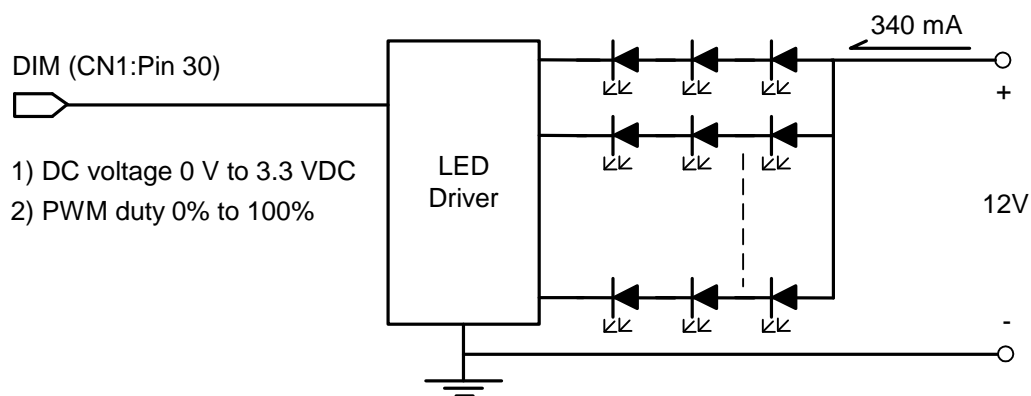 340 mA
DIM (CN1:Pin 30)
+
1) DC voltage 0 V to 3.3 VDC
2) PWM duty 0% to 100%
LED
Driver
12V
-